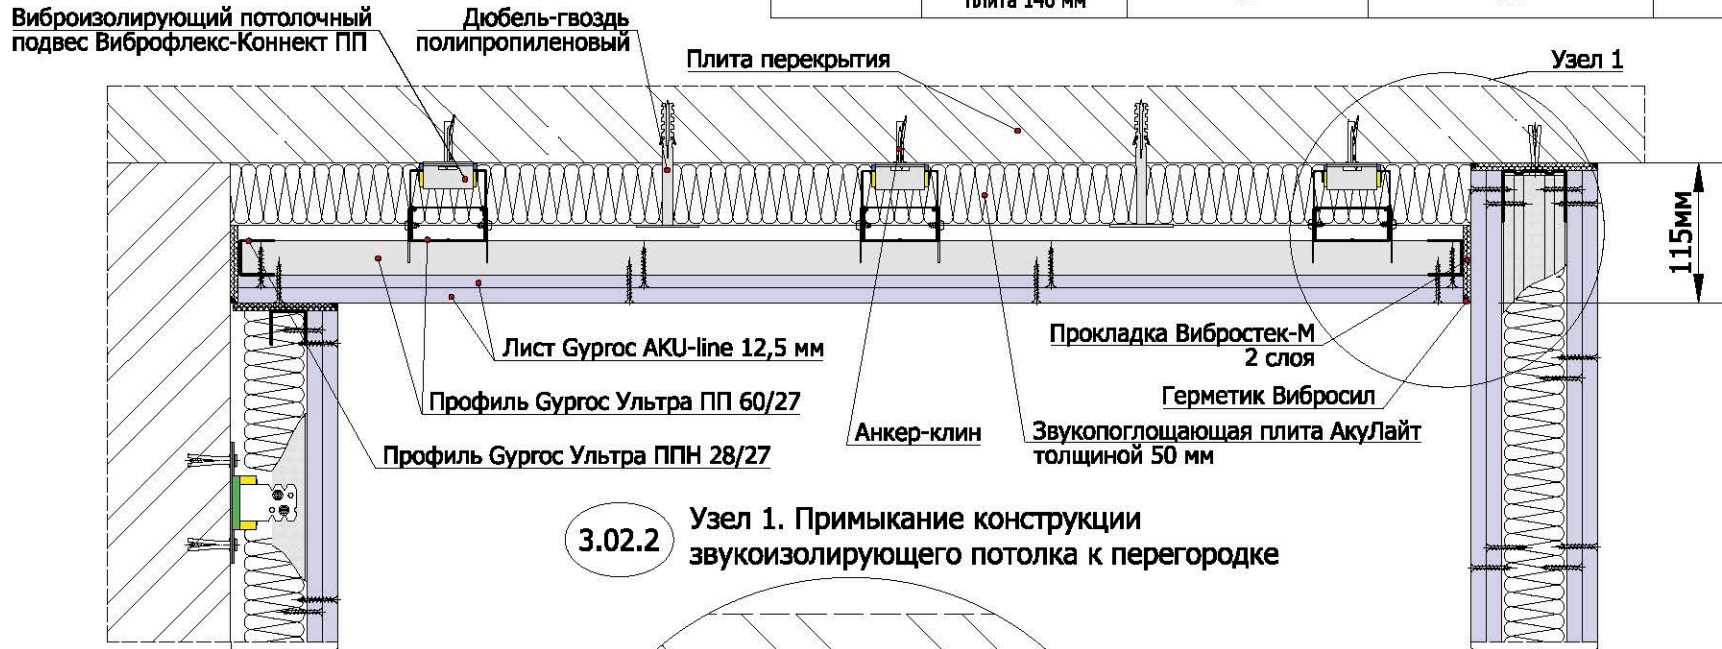 плита 140 мм
Виброизолирующий потолочный
подвес Виброфлекс-Коннект ПП
Дюбель-гвоздь
полипропиленовый
Плита перекрытия
Узел 1
115мм
Лист Gyproc AKU-line 12,5 мм
Прокладка Вибростек-М
2 слоя
Профиль Gyproc Ультра ПП 60/27
Герметик Вибросил
Анкер-клин
Звукопоглощающая плита АкуЛайт
толщиной 50 мм
Профиль Gyproc Ультра ППН 28/27
3.02.2
Узел 1. Примыкание конструкции
звукоизолирующего потолка к перегородке